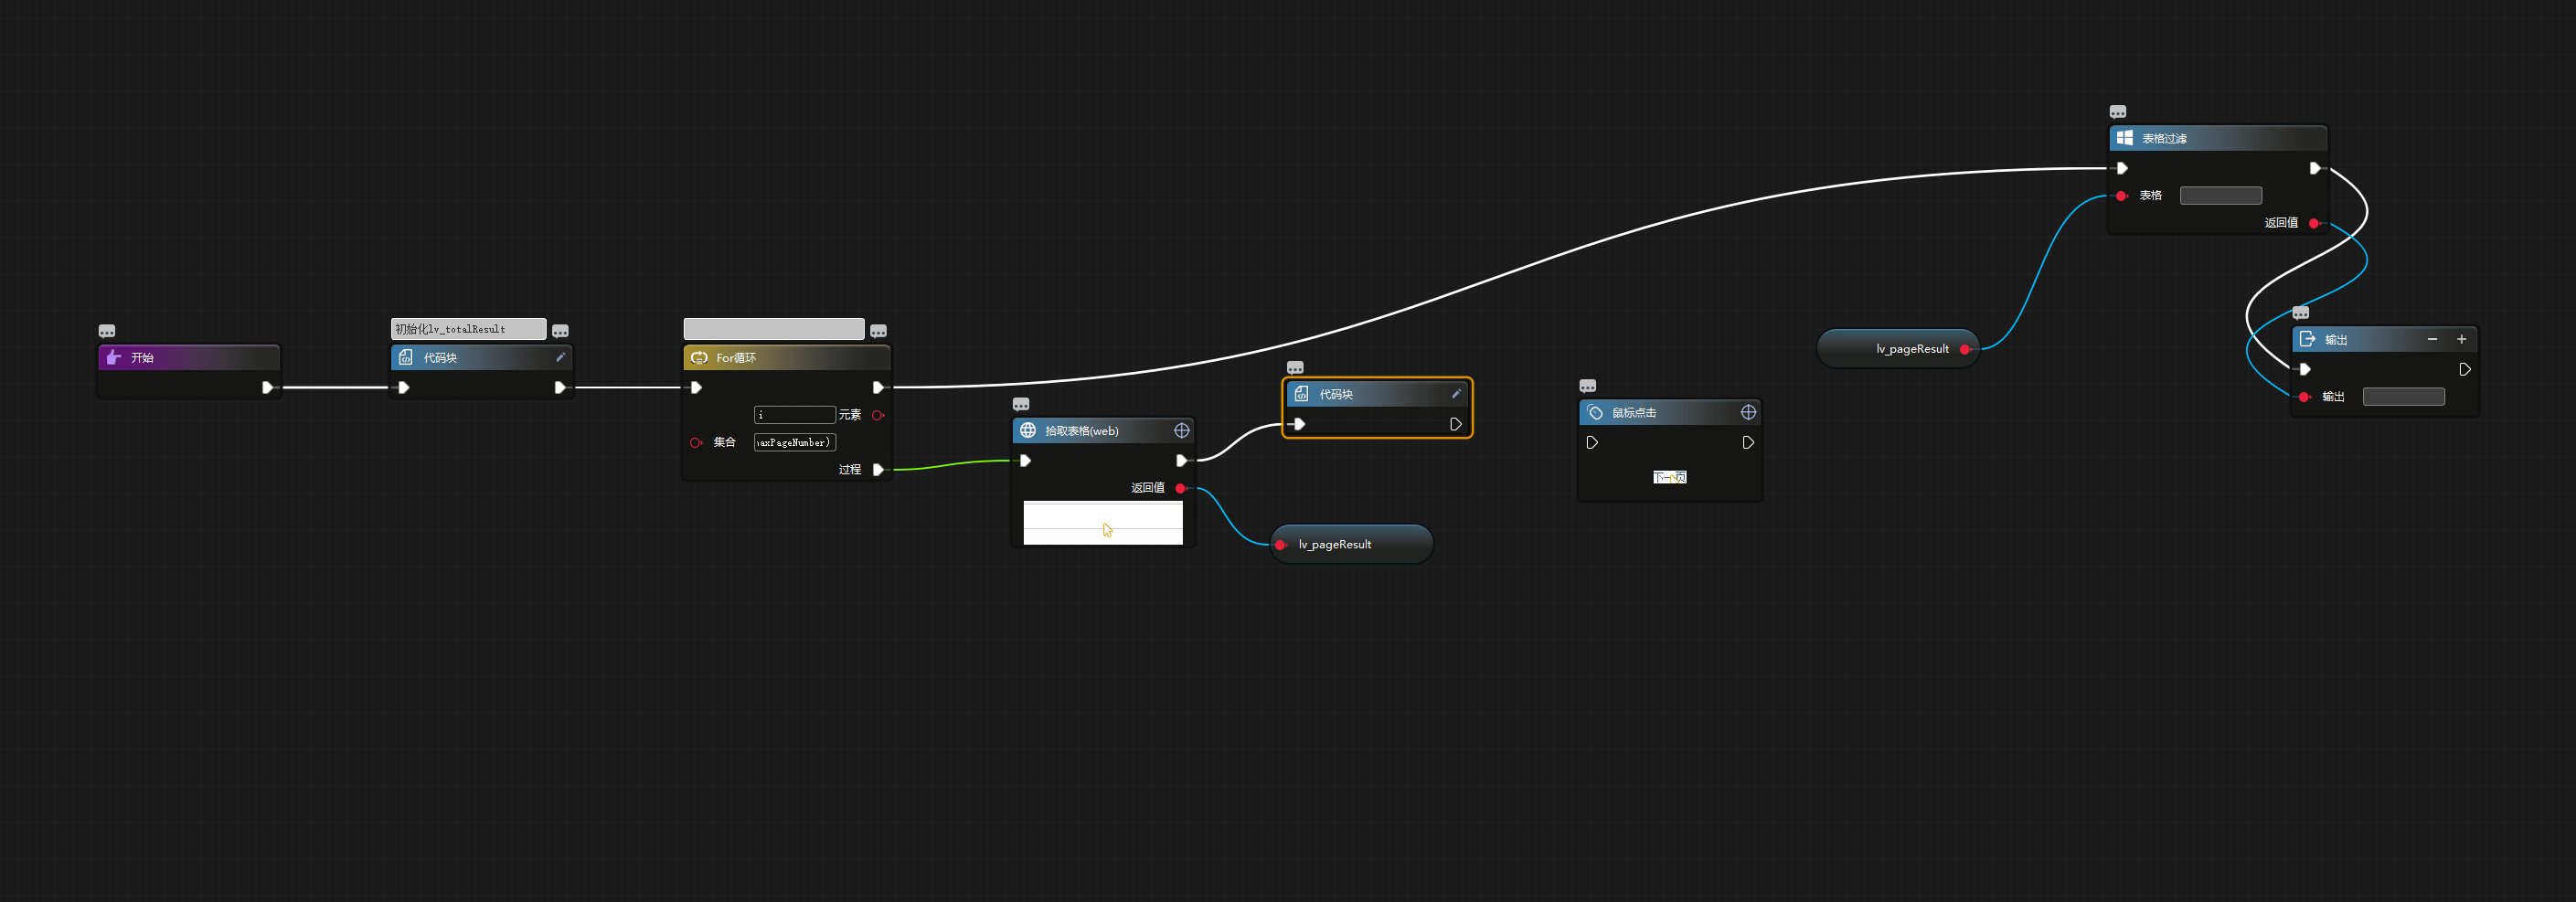 开始
初始化lv_totalResult
代码块
For循环
i 元素
集合 axPageNumber)
过程
拾取表格(web)
返回值
lv_pageResult
代码块
鼠标点击
下一页
lv_pageResult
表格过滤
表格
返回值
输出
输出